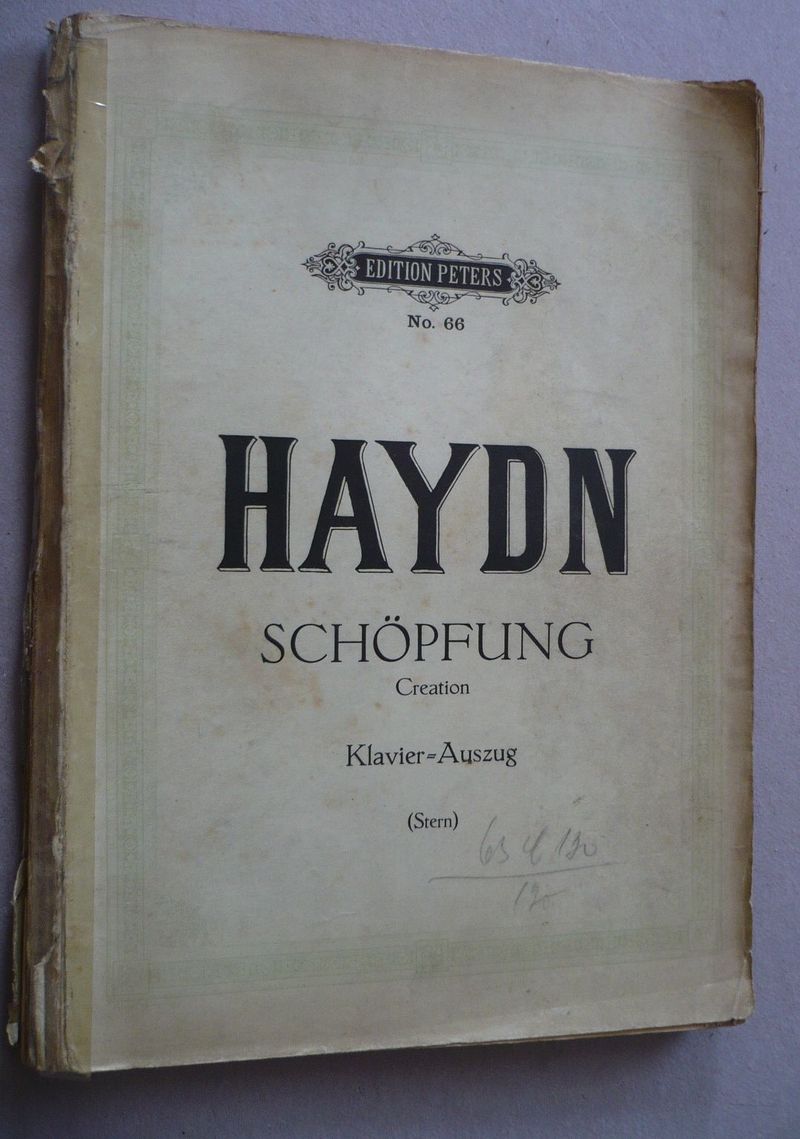 EDITION PETERS
No. 66
HAYDN
SCHÖPFUNG
Creation
Klavier=Auszug
(Stern)